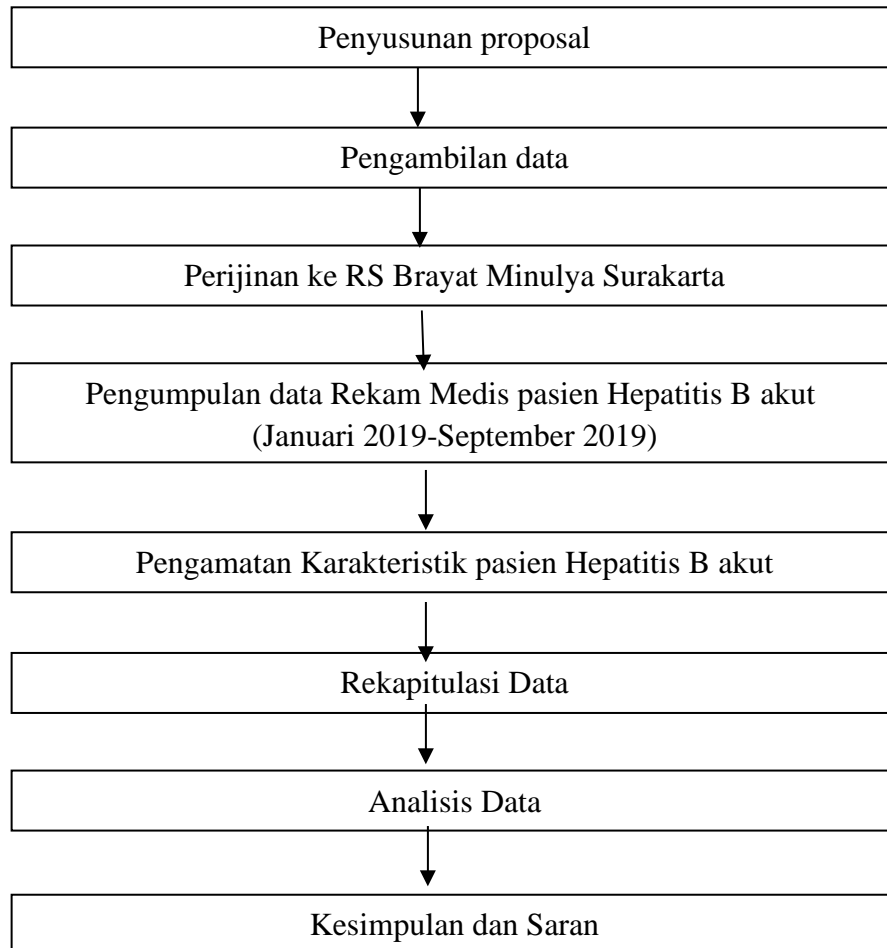 Penyusunan proposal
Pengambilan data
Perijinan ke RS Brayat Minulya Surakarta
Pengumpulan data Rekam Medis pasien Hepatitis B akut
(Januari 2019-September 2019)
Pengamatan Karakteristik pasien Hepatitis B akut
Rekapitulasi Data
Analisis Data
Kesimpulan dan Saran